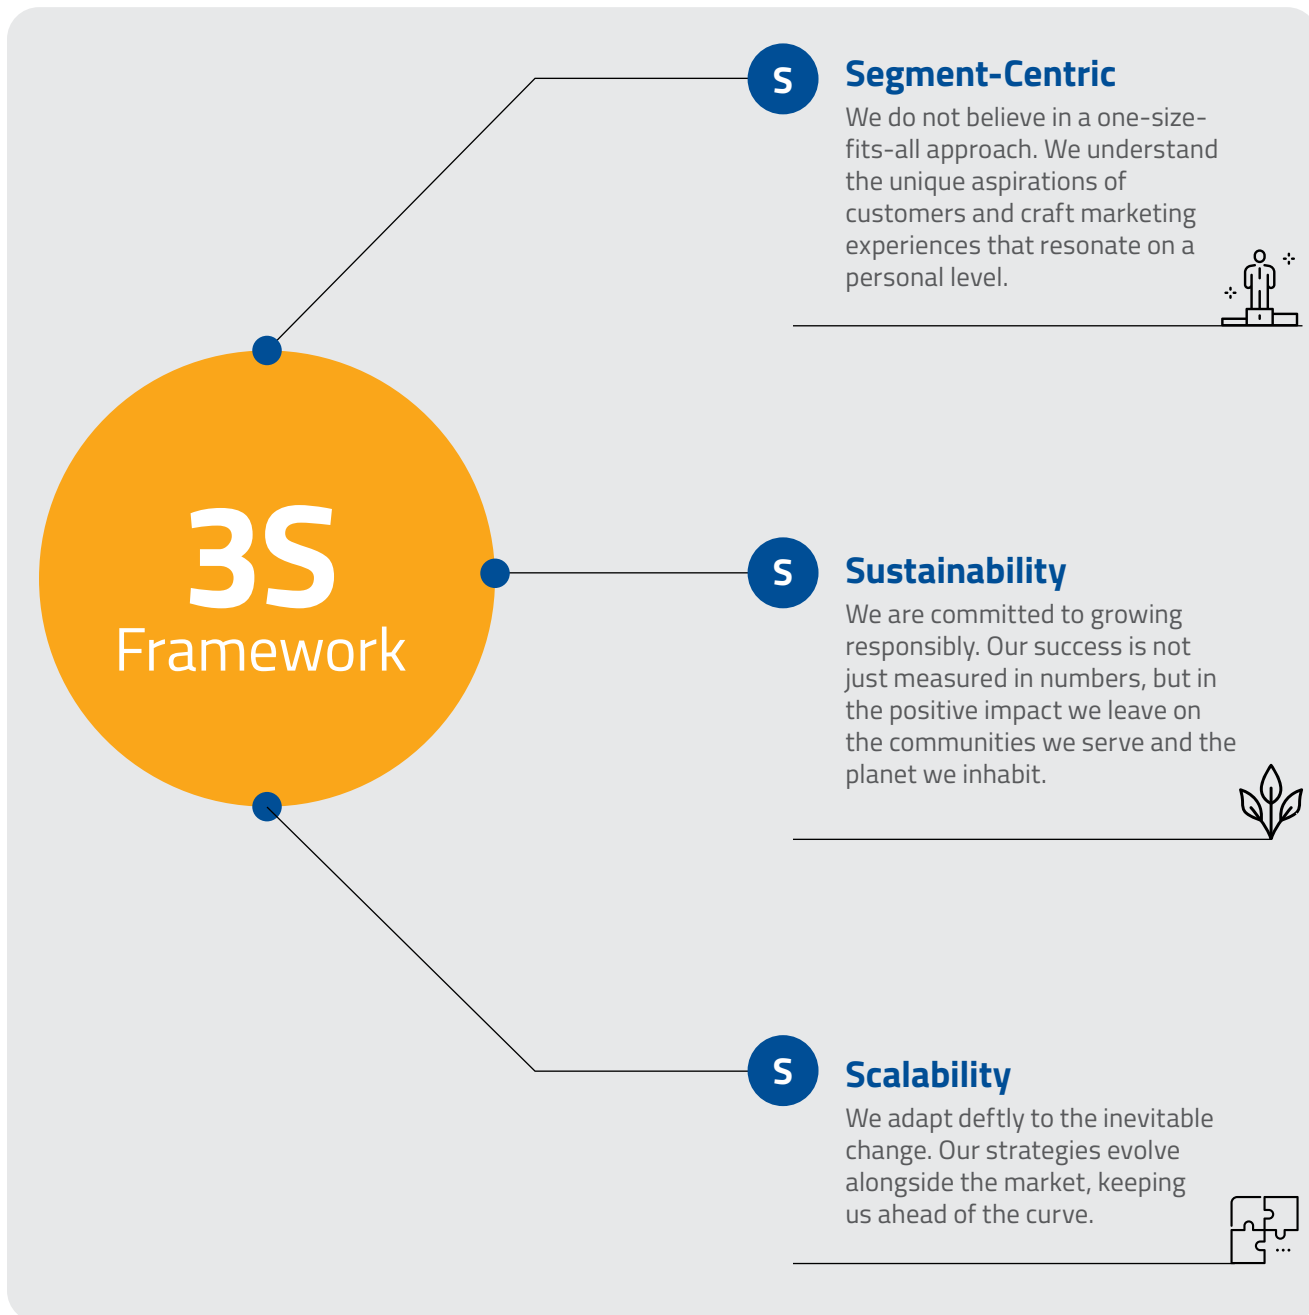 3S
Framework
S
Segment-Centric
We do not believe in a one-size-
fits-all approach. We understand
the unique aspirations of
customers and craft marketing
experiences that resonate on a
personal level.
S
Sustainability
We are committed to growing
responsibly. Our success is not
just measured in numbers, but in
the positive impact we leave on
the communities we serve and the
planet we inhabit.
S
Scalability
We adapt deftly to the inevitable
change. Our strategies evolve
alongside the market, keeping
us ahead of the curve.